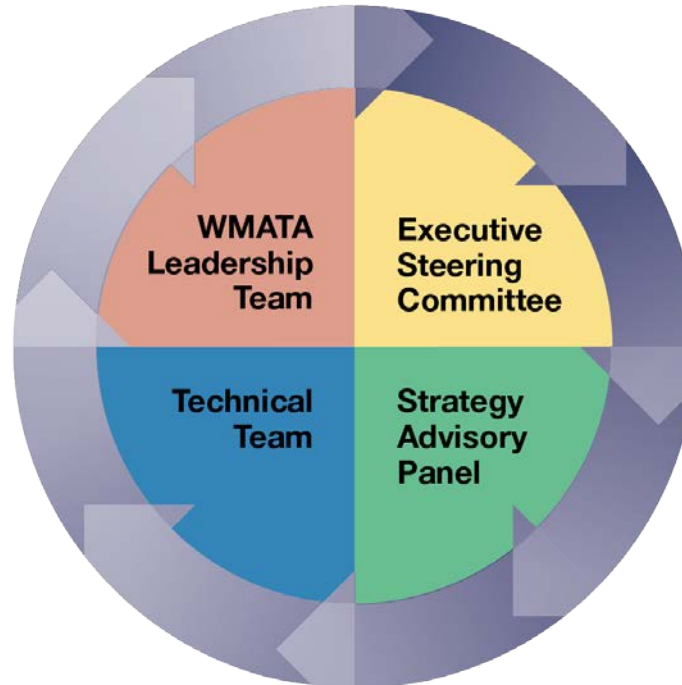 WMATA
Leadership
Team
Executive
Steering
Committee
Technical
Team
Strategy
Advisory
Panel